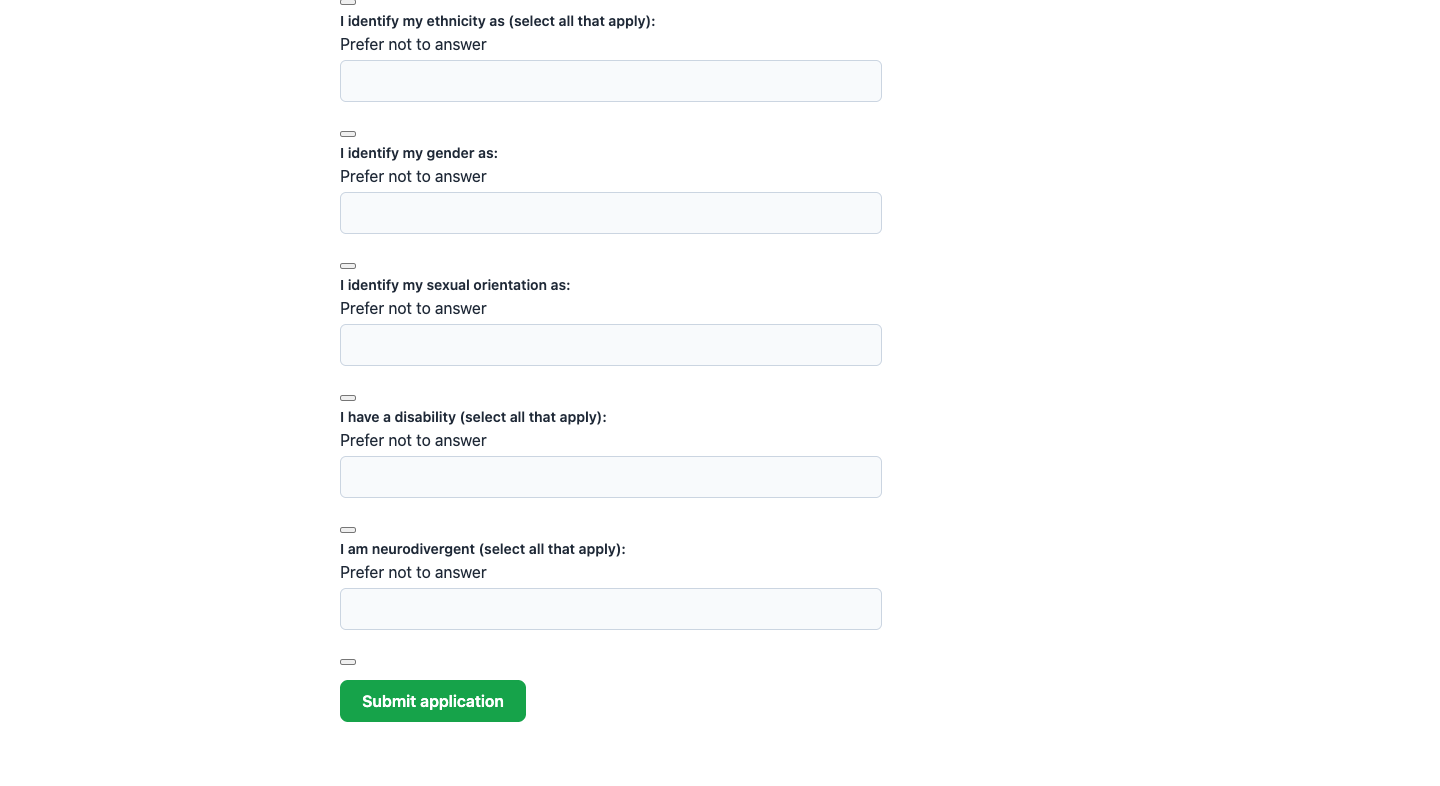 I identify my ethnicity as (select all that apply):
Prefer not to answer
I identify my gender as:
Prefer not to answer
I identify my sexual orientation as:
Prefer not to answer
I have a disability (select all that apply):
Prefer not to answer
I am neurodivergent (select all that apply):
Prefer not to answer
Submit application